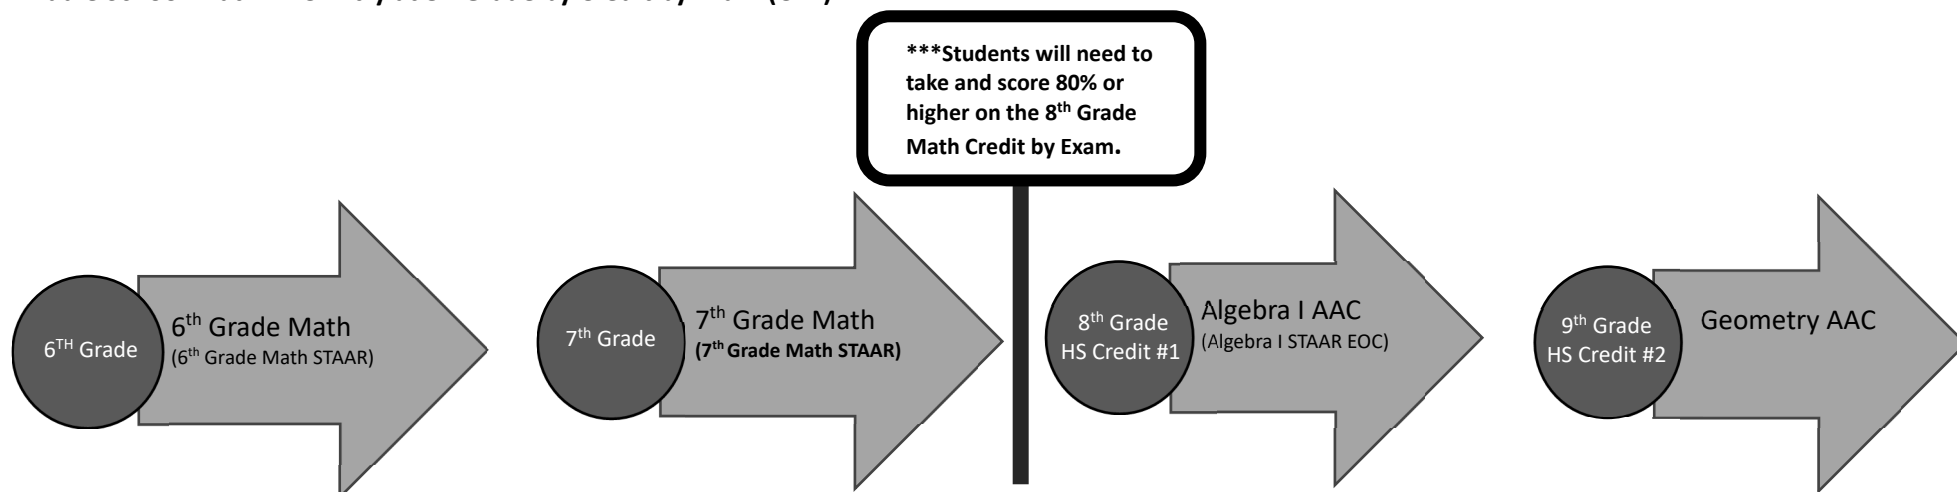 ***Students will need to
take and score 80% or
higher on the 8th Grade
Math Credit by Exam.
6TH Grade
6th Grade Math
(6th Grade Math STAAR)
7th Grade
7th Grade Math
(7th Grade Math STAAR)
8th Grade
HS Credit #1
Algebra I AAC
(Algebra I STAAR EOC)
9th Grade
HS Credit #2
Geometry AAC